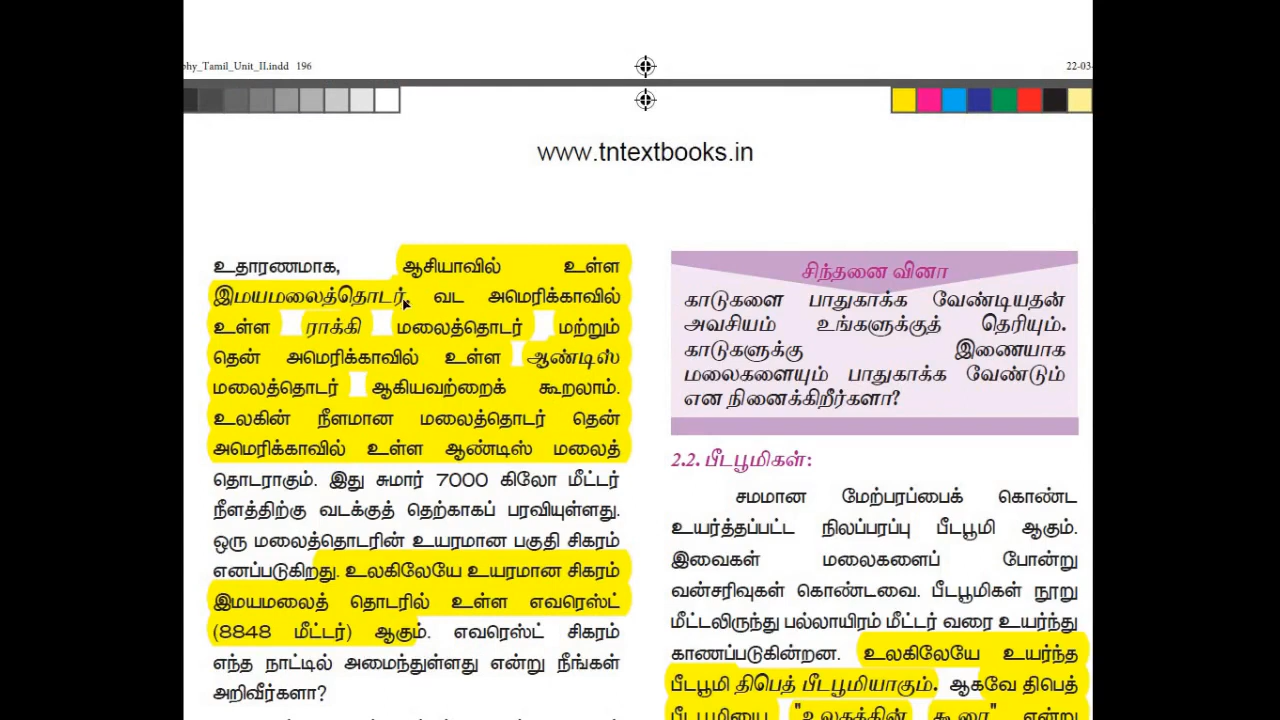 phy_Tamil_Unit_II.indd 196
22-03-
www.tntextbooks.in
உதாரணமாக, ஆசியாவில் உள்ள
இமயமலைத்தொடர், வட அமெரிக்காவில்
உள்ள ராக்கி மலைத்தொடர் மற்றும்
தென் அமெரிக்காவில் உள்ள ஆண்டிஸ்
மலைத்தொடர் ஆகியவற்றைக் கூறலாம்.
உலகின் நீளமான மலைத்தொடர் தென்
அமெரிக்காவில் உள்ள ஆண்டிஸ் மலைத்
தொடராகும். இது சுமார் 7000 கிலோ மீட்டர்
நீளத்திற்கு வடக்குத் தெற்காகப் பரவியுள்ளது.
ஒரு மலைத்தொடரின் உயரமான பகுதி சிகரம்
எனப்படுகிறது. உலகிலேயே உயரமான சிகரம்
இமயமலைத் தொடரில் உள்ள எவரெஸ்ட்
(8848 மீட்டர்) ஆகும். எவரெஸ்ட் சிகரம்
எந்த நாட்டில் அமைந்துள்ளது என்று நீங்கள்
அறிவீர்களா?
சிந்தனை வினா
காடுகளை பாதுகாக்க வேண்டியதன்
அவசியம் உங்களுக்குத் தெரியும்.
காடுகளுக்கு இணையாக
மலைகளையும் பாதுகாக்க வேண்டும்
என நினைக்கிறீர்களா?
2.2. பீடபூமிகள்:
சமமான மேற்பரப்பைக் கொண்ட
உயர்த்தப்பட்ட நிலப்பரப்பு பீடபூமி ஆகும்.
இவைகள் மலைகளைப் போன்று
வன்சரிவுகள் கொண்டவை. பீடபூமிகள் நூறு
மீட்டலிருந்து பல்லாயிரம் மீட்டர் வரை உயர்ந்து
காணப்படுகின்றன. உலகிலேயே உயர்ந்த
பீடபூமி திபெத் பீடபூமியாகும். ஆகவே திபெத்
பீடபூமியை "உலகத்தின் கூரை" என்று